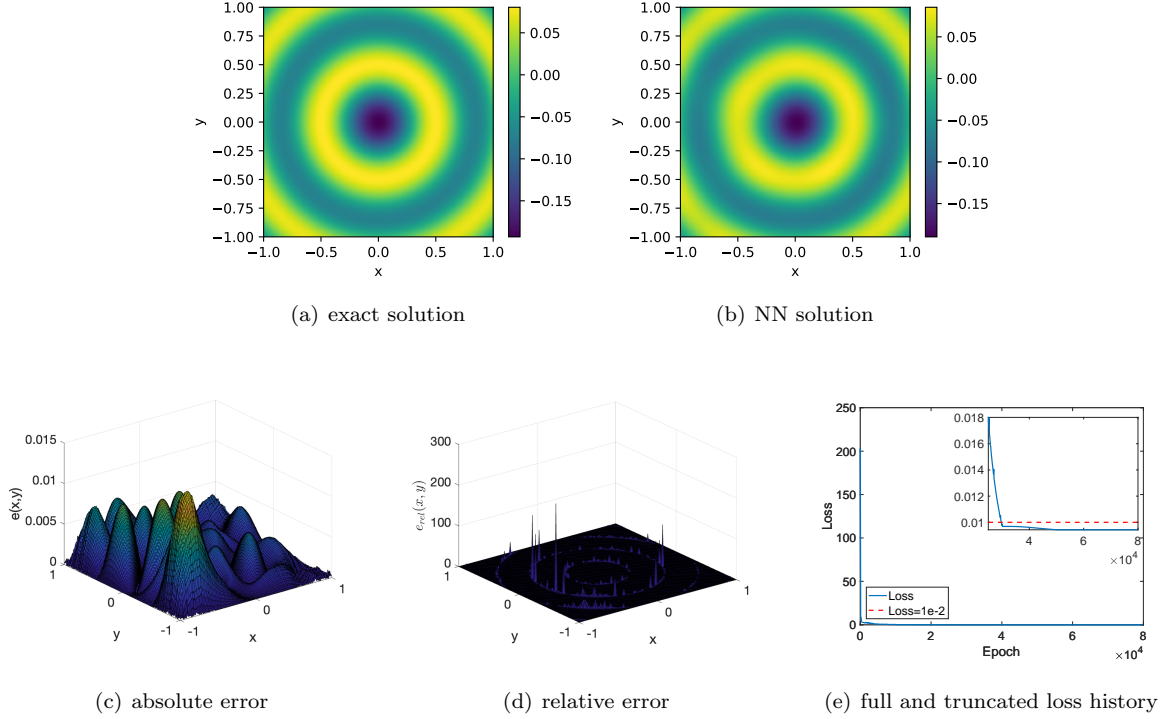 1.00
0.75
0.50
0.25
0.00
−0.25
−0.50
−0.75
−1.00
y
−1.0 −0.5 0.0 0.5 1.0
x
0.05
0.00
−0.05
−0.10
−0.15
1.00
0.75
0.50
0.25
0.00
−0.25
−0.50
−0.75
−1.00
y
−1.0 −0.5 0.0 0.5 1.0
x
0.05
0.00
−0.05
−0.10
−0.15
(a) exact solution
(b) NN solution
0.015
0.01
0.005
0
e(x,y)
1
0
-1
y
-1
0
1
x
300
200
100
0
e_rel(x, y)
1
0
-1
y
-1
0
1
x
250
200
150
100
50
0
Loss
0 2 4 6 8
×10⁴
Epoch
0.018
0.016
0.014
0.012
0.01
4 6 8
×10⁴
Loss
Loss=1e-2
(c) absolute error
(d) relative error
(e) full and truncated loss history